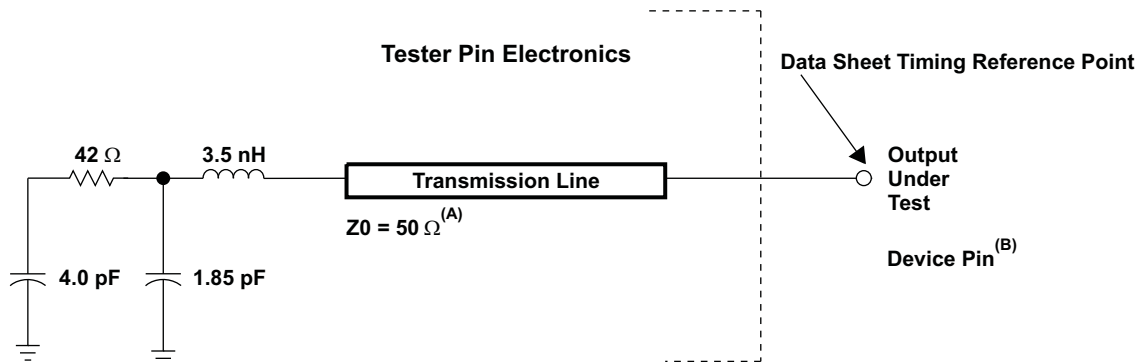 Tester Pin Electronics
Data Sheet Timing Reference Point
42 Ω
3.5 nH
Transmission Line
Output
Under
Test
Z0 = 50 Ω(A)
Device Pin(B)
4.0 pF
1.85 pF